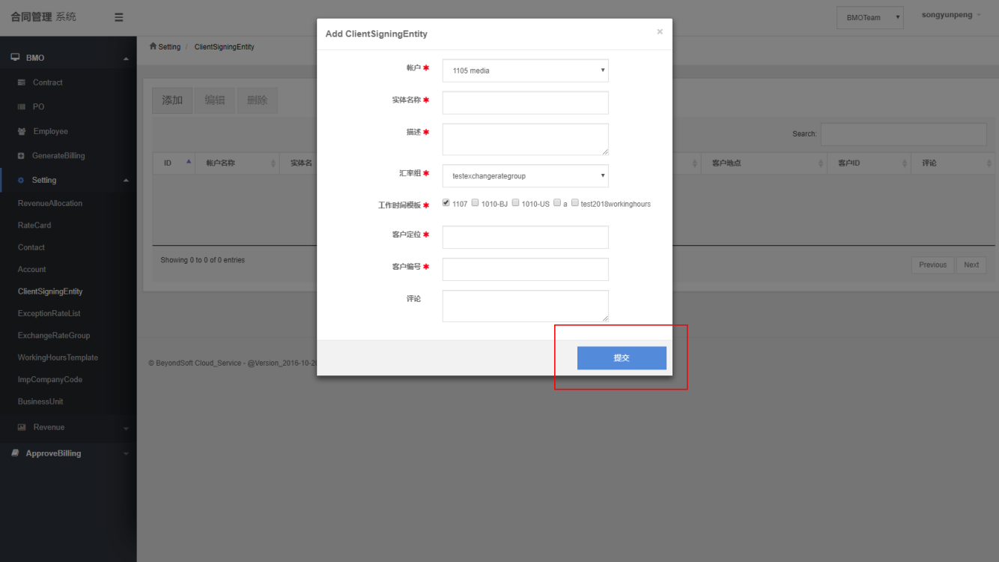 合同管理 系统
BMOTeam
songyunpeng
BMO
Contract
PO
Employee
GenerateBilling
Setting
RevenueAllocation
RateCard
Contact
Account
ClientSigningEntity
ExceptionRateList
ExchangeRateGroup
WorkingHoursTemplate
ImpCompanyCode
BusinessUnit
Revenue
ApproveBilling
Setting / ClientSigningEntity
添加 编辑 删除
Search:
ID 帐户名称 实体名 客户地点 客户ID 评论
Showing 0 to 0 of 0 entries
Previous Next
© BeyondSoft Cloud_Service - @Version_2016-10-2
Add ClientSigningEntity ×
帐户 ✱ 1105 media
实体名称 ✱
描述 ✱
汇率组 ✱ testexchangerategroup
工作时间模板 ✱ 1107 1010-BJ 1010-US a test2018workinghours
客户定位 ✱
客户编号 ✱
评论
提交